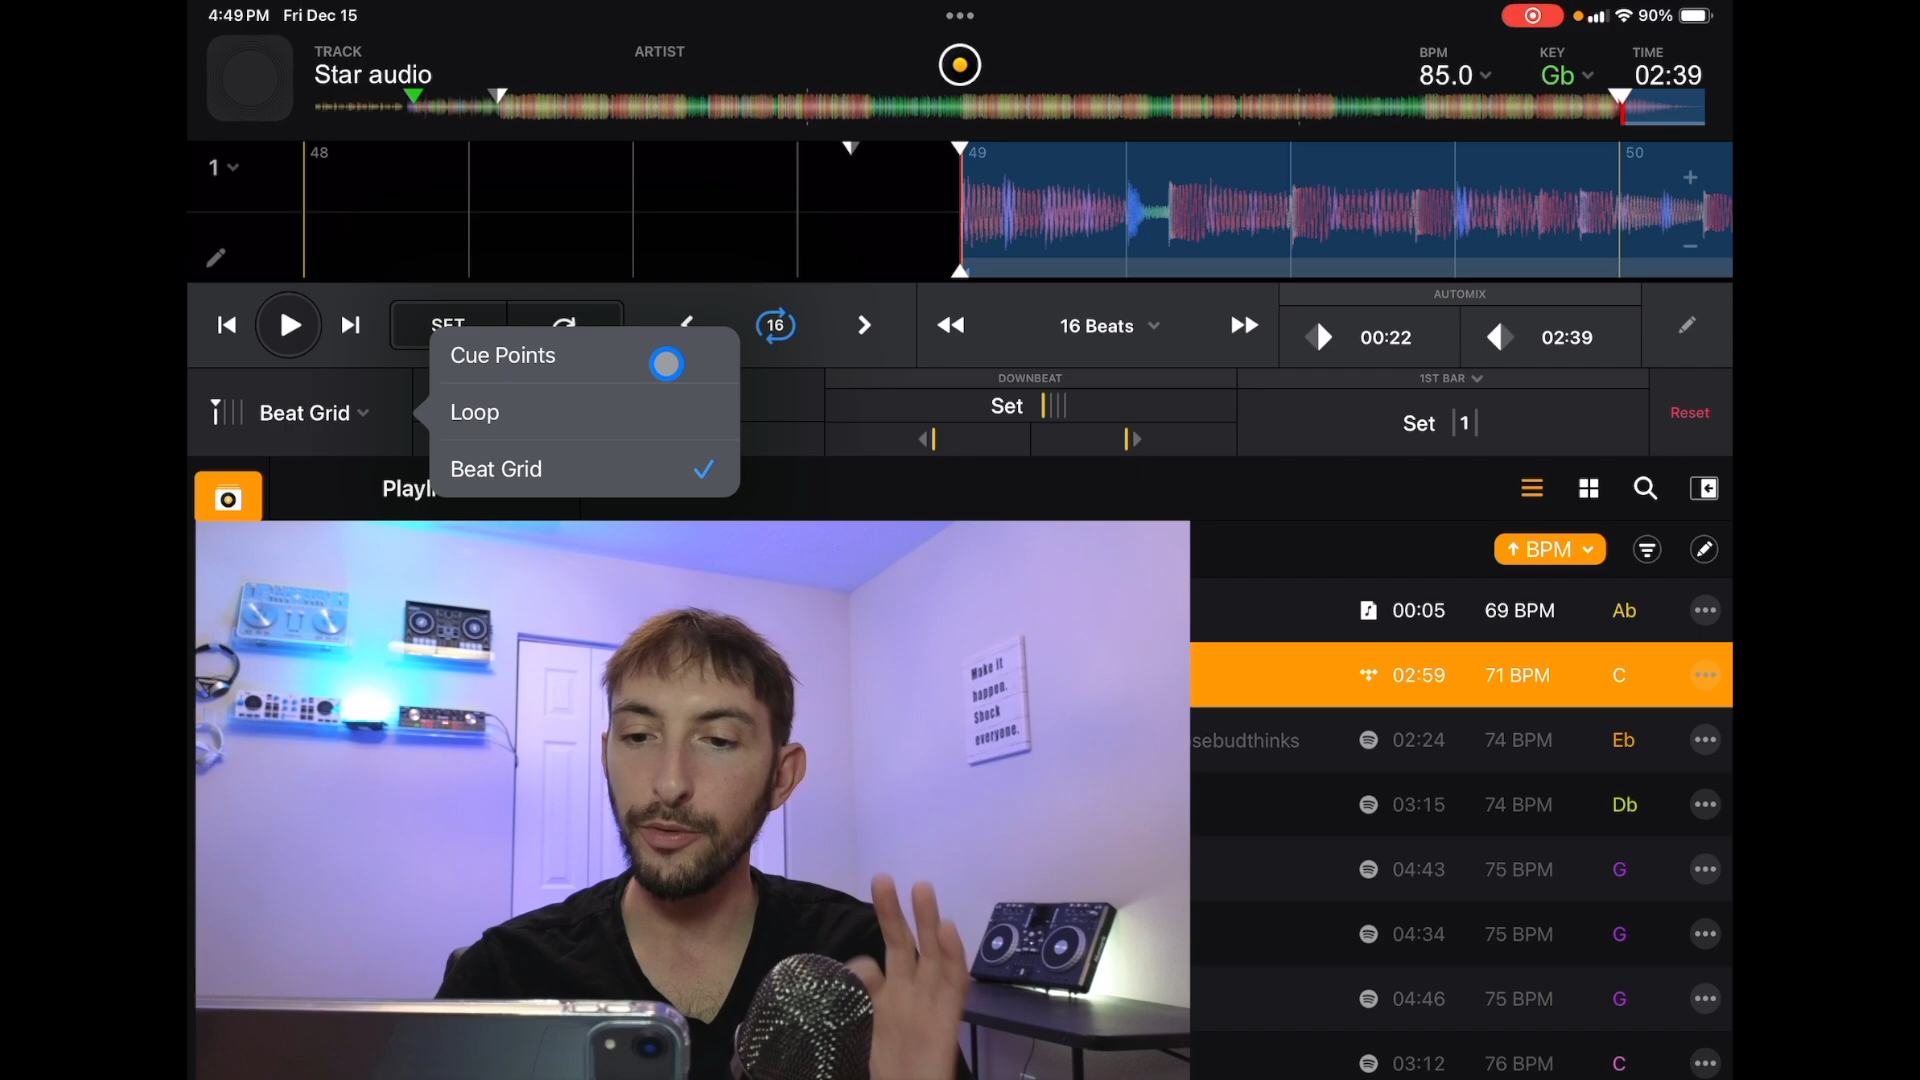 4:49 PM Fri Dec 15
90%
TRACK
Star audio
ARTIST
BPM
85.0
KEY
Gb
TIME
02:39
1
48
49
50
SET
16
16 Beats
AUTOMIX
00:22
02:39
Cue Points
Loop
Beat Grid
Beat Grid
DOWNBEAT
Set
1ST BAR
Set 1
Reset
BPM
00:05 69 BPM Ab
02:59 71 BPM C
sebudthinks 02:24 74 BPM Eb
03:15 74 BPM Db
04:43 75 BPM G
04:34 75 BPM G
04:46 75 BPM G
03:12 76 BPM C
Make it
happen.
Shock
everyone.